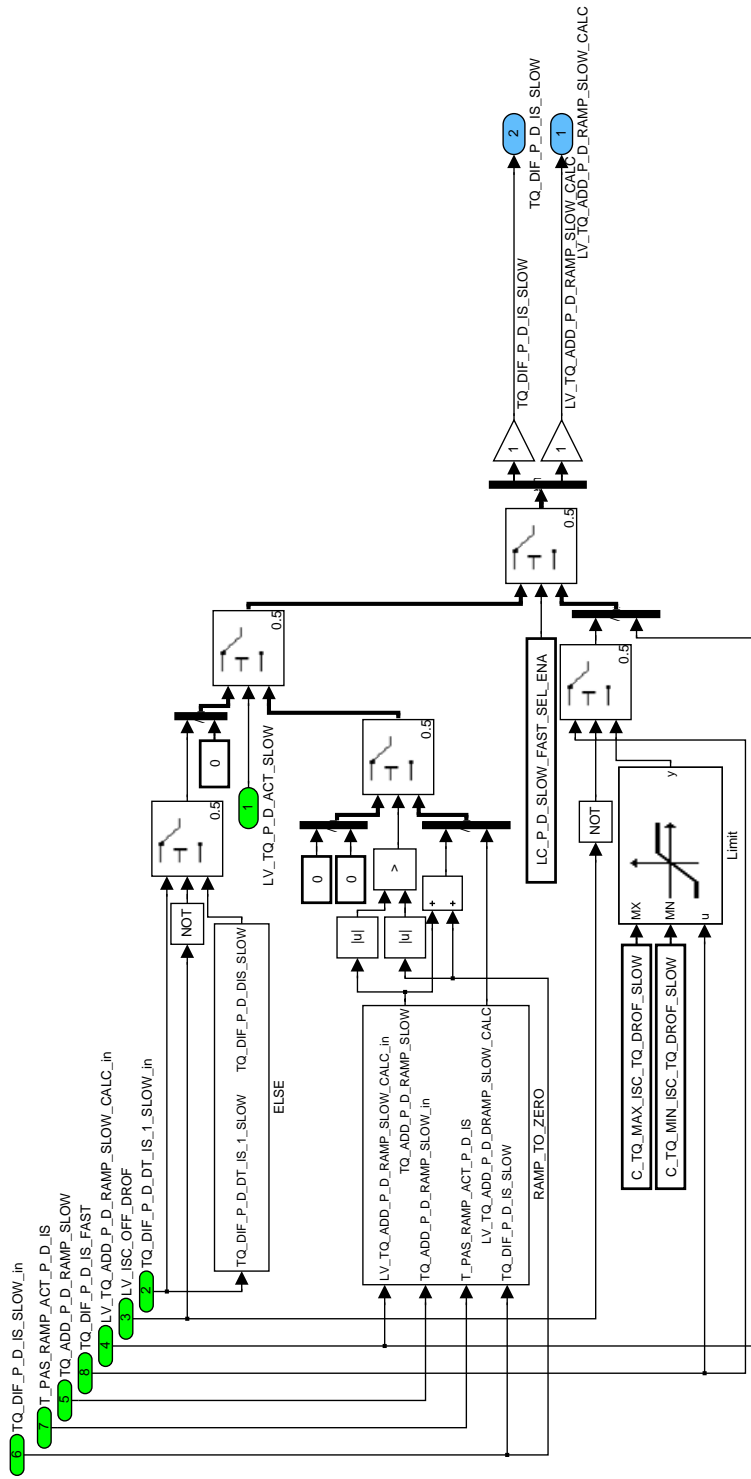 6
TQ_DIF_P_D_IS_SLOW_in
7
T_PAS_RAMP_ACT_P_D_IS
5
TQ_ADD_P_D_RAMP_SLOW
8
TQ_DIF_P_D_IS_FAST
4
LV_TQ_ADD_P_D_RAMP_SLOW_CALC_in
3
LV_ISC_OFF_DROF
2
TQ_DIF_P_D_DT_IS_1_SLOW_in
TQ_DIF_P_D_DT_IS_1_SLOW
TQ_DIF_P_D_DIS_SLOW
ELSE
NOT
0.5
0
1
LV_TQ_P_D_ACT_SLOW
0.5
LV_TQ_ADD_P_D_RAMP_SLOW_CALC_in
TQ_ADD_P_D_RAMP_SLOW
TQ_ADD_P_D_RAMP_SLOW_in
T_PAS_RAMP_ACT_P_D_IS
LV_TQ_ADD_P_D_DRAMP_SLOW_CALC
TQ_DIF_P_D_IS_SLOW
RAMP_TO_ZERO
|u|
|u|
>
+
+
0
0
0.5
LC_P_D_SLOW_FAST_SEL_ENA
0.5
C_TQ_MAX_ISC_TQ_DROF_SLOW
C_TQ_MIN_ISC_TQ_DROF_SLOW
MX
MN
u
y
Limit
NOT
0.5
1
1
TQ_DIF_P_D_IS_SLOW
LV_TQ_ADD_P_D_RAMP_SLOW_CALC
2
TQ_DIF_P_D_IS_SLOW
1
LV_TQ_ADD_P_D_RAMP_SLOW_CALC